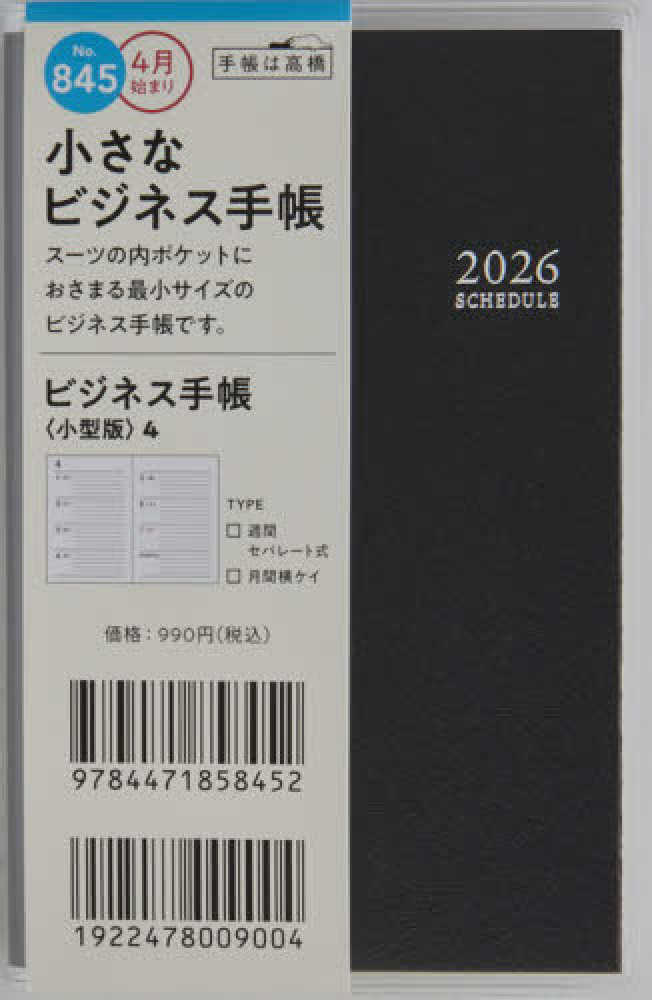 No.
845
4月
始まり
手帳は高橋
小さな
ビジネス手帳
スーツの内ポケットに
おさまる最小サイズの
ビジネス手帳です。
ビジネス手帳
〈小型版〉4
4
TYPE
□ 週間
セパレート式
□ 月間横ケイ
価格：990円(税込)
9784471858452
1922478009004
2026
SCHEDULE